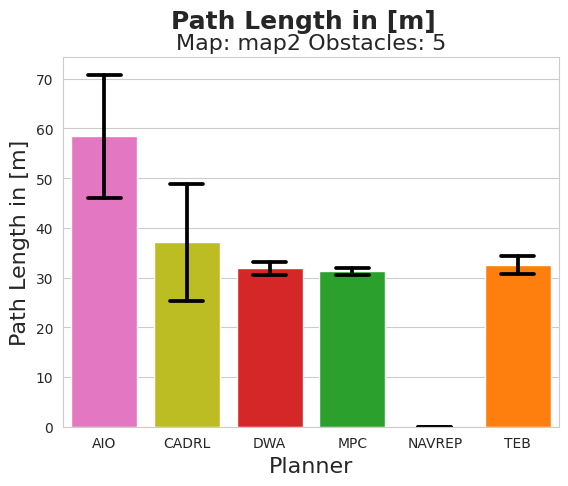 Path Length in [m]
Map: map2 Obstacles: 5
Path Length in [m]
70
60
50
40
30
20
10
0
AIO CADRL DWA MPC NAVREP TEB
Planner